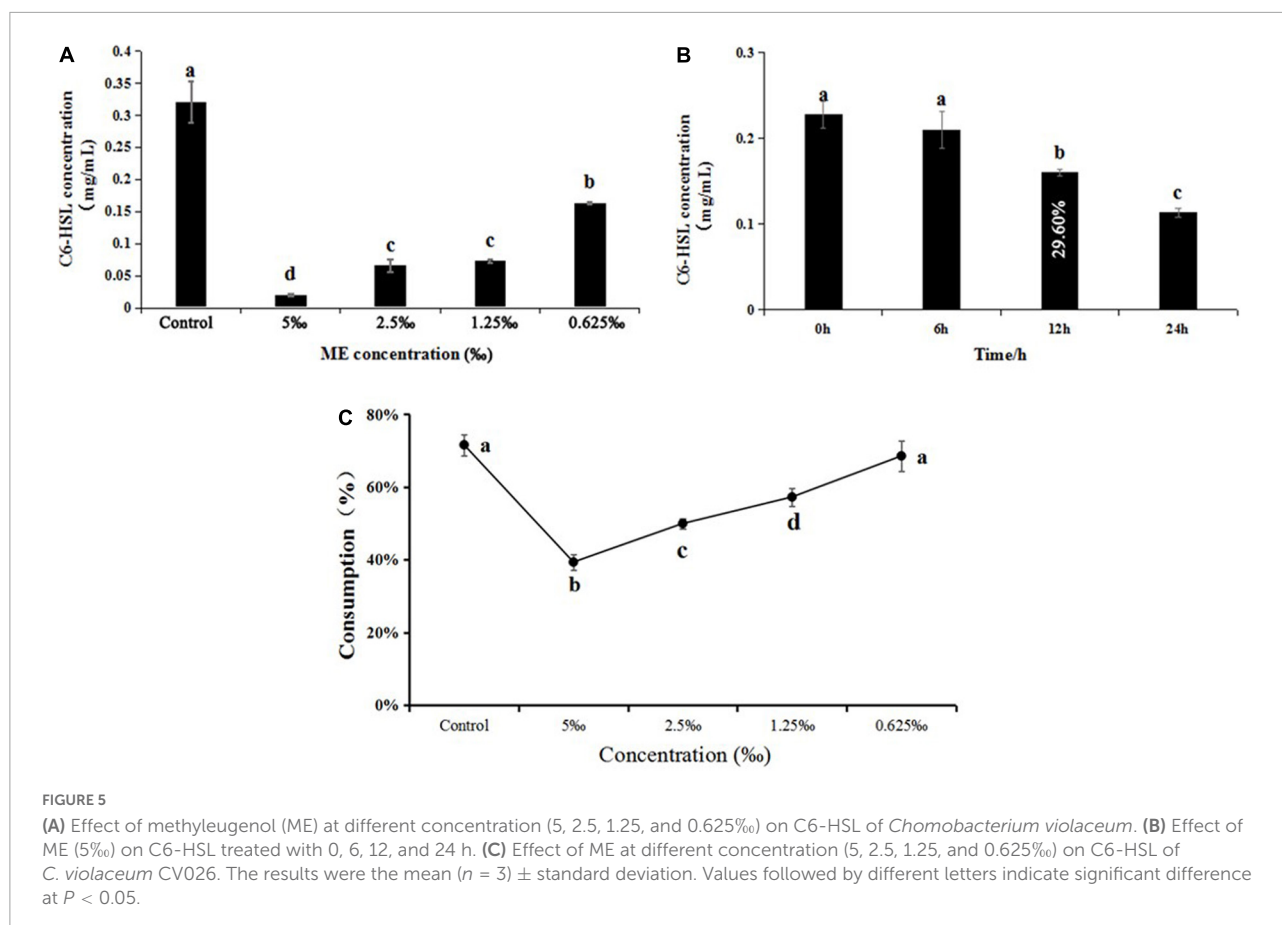 A
0.4
0.35
0.3
0.25
0.2
0.15
0.1
0.05
0
C6-HSL concentration
（mg/mL）
a
d
c
c
b
Control 5‰ 2.5‰ 1.25‰ 0.625‰
ME concentration (‰)
B
0.3
0.2
0.1
0
C6-HSL concentration
（mg/mL）
a
a
b
c
29.60%
0h 6h 12h 24h
Time/h
C
80%
60%
40%
20%
0%
Consumption（%）
a
b
c
d
a
Control 5‰ 2.5‰ 1.25‰ 0.625‰
Concentration (‰)
FIGURE 5
(A) Effect of methyleugenol (ME) at different concentration (5, 2.5, 1.25, and 0.625‰) on C6-HSL of Chomobacterium violaceum. (B) Effect of
ME (5‰) on C6-HSL treated with 0, 6, 12, and 24 h. (C) Effect of ME at different concentration (5, 2.5, 1.25, and 0.625‰) on C6-HSL of
C. violaceum CV026. The results were the mean (n = 3) ± standard deviation. Values followed by different letters indicate significant difference
at P < 0.05.